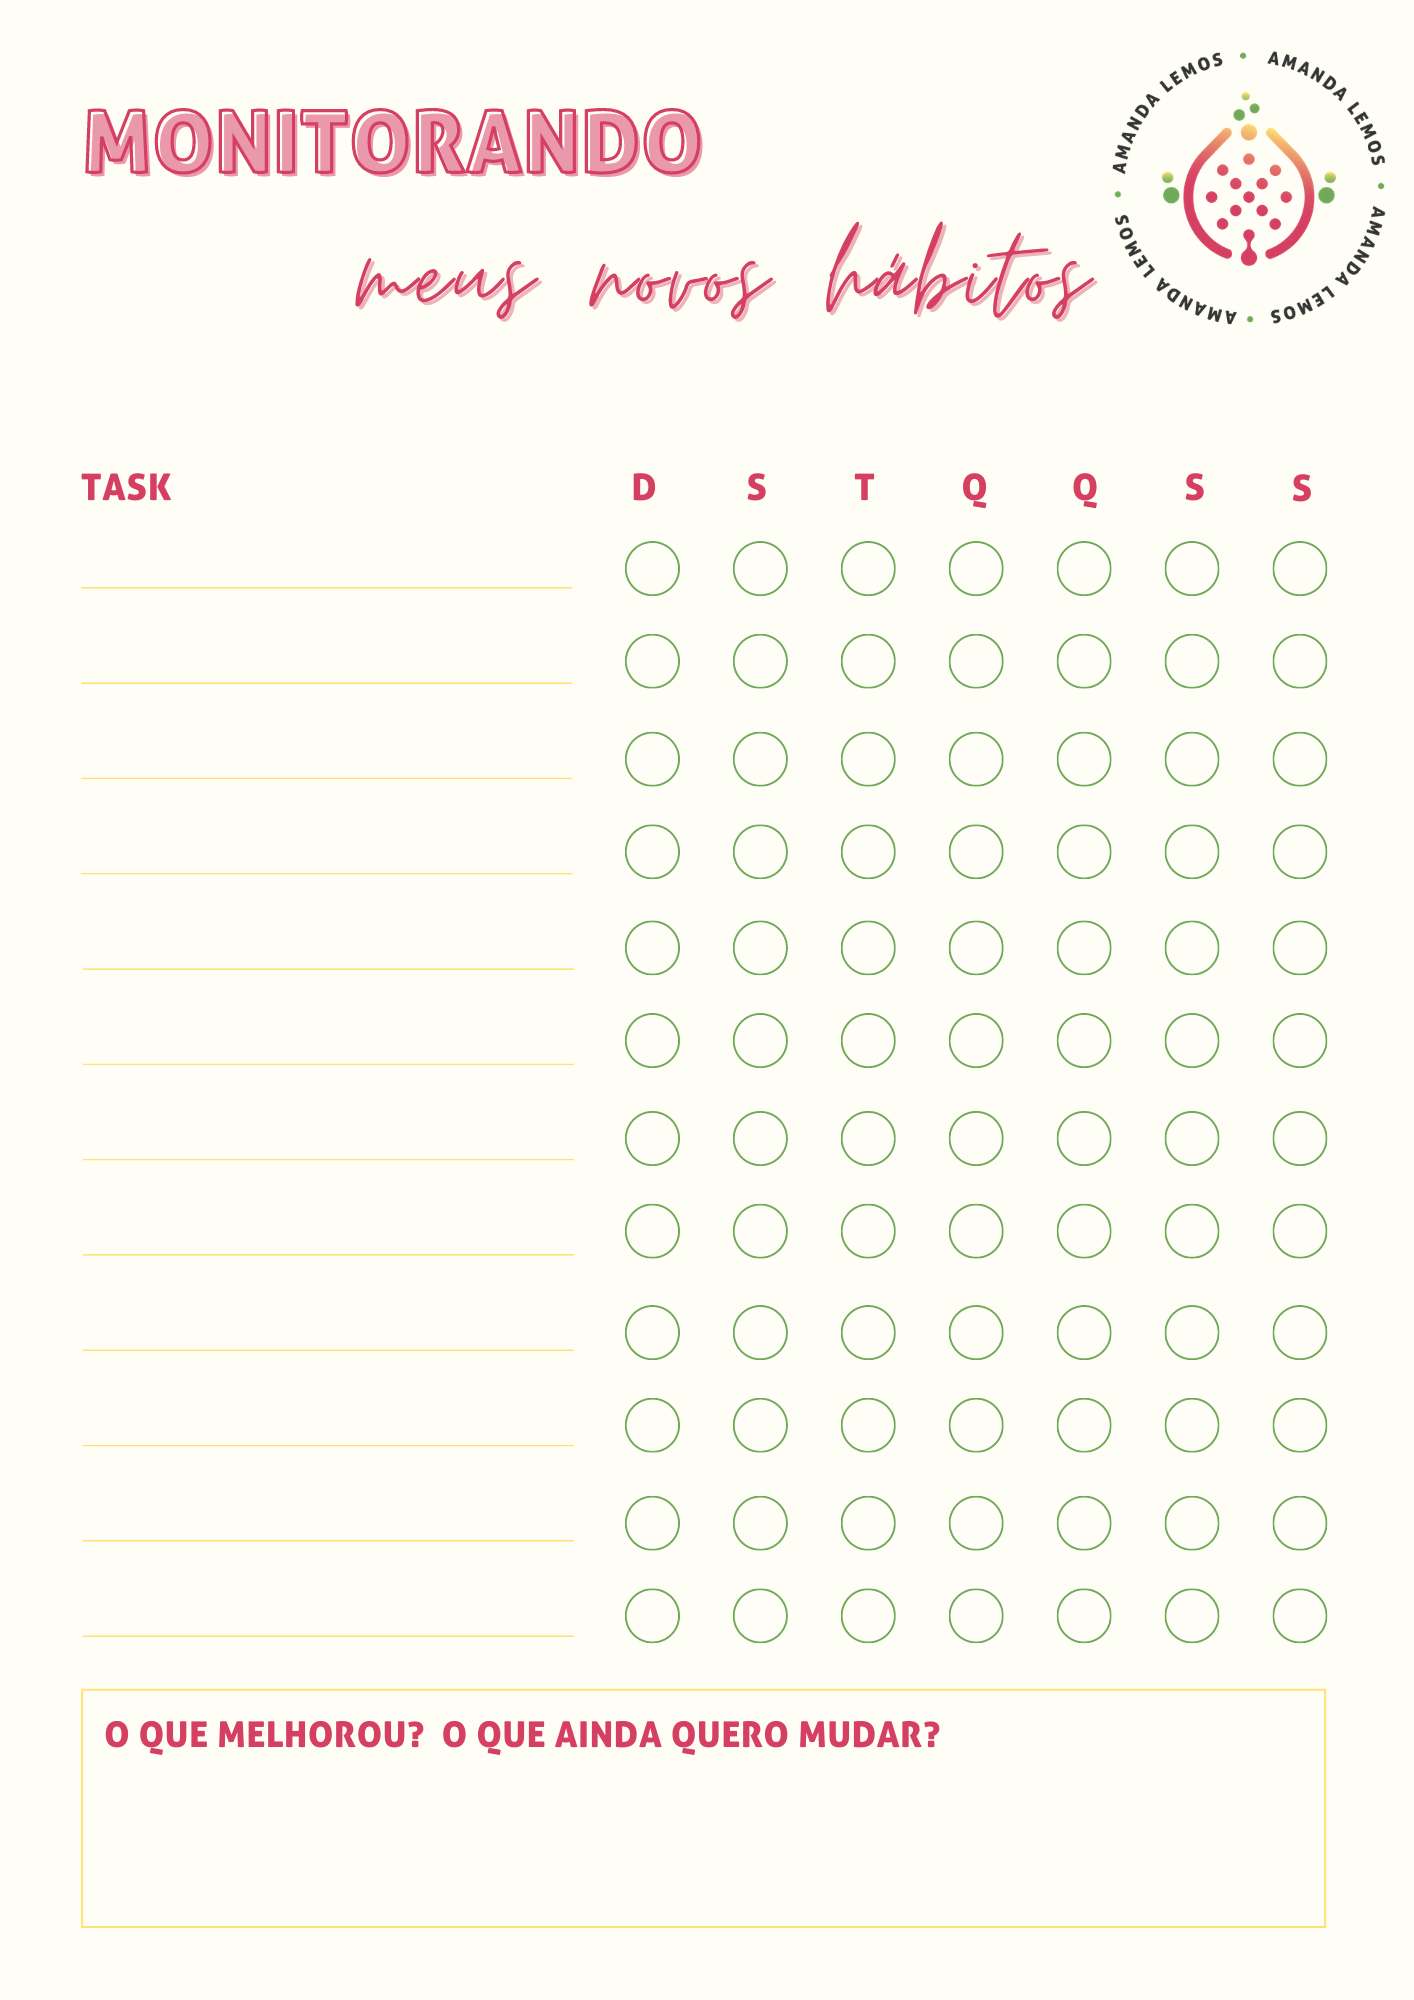 MONITORANDO
meus novos hábitos
AMANDA LEMOS • AMANDA LEMOS • AMANDA LEMOS • AMANDA LEMOS •
TASK D S T Q Q S S
O QUE MELHOROU? O QUE AINDA QUERO MUDAR?